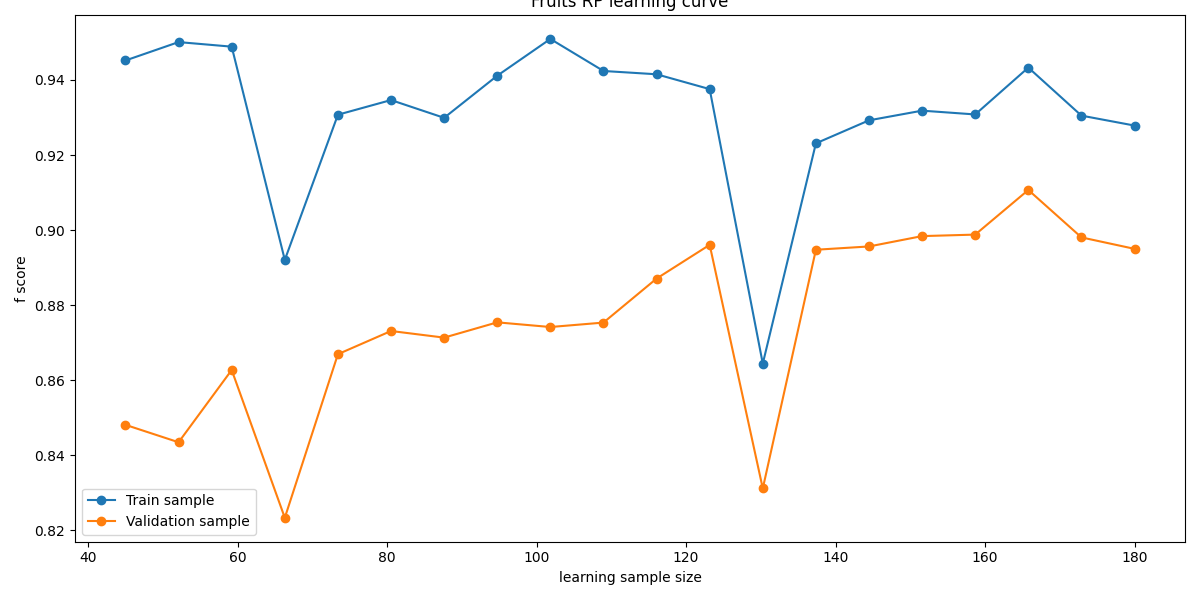 Fruits RP learning curve
f score
0.94
0.92
0.90
0.88
0.86
0.84
0.82
Train sample
Validation sample
40 60 80 100 120 140 160 180
learning sample size